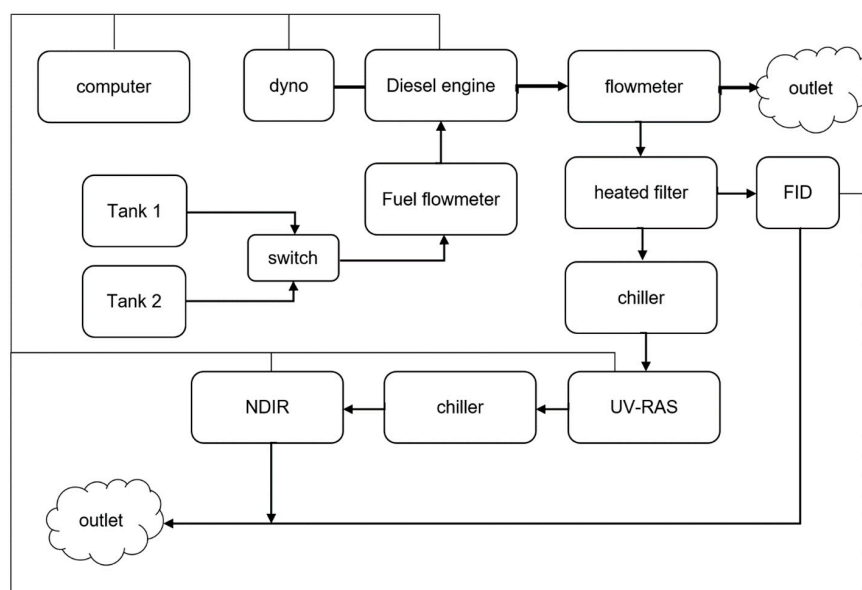 computer
dyno
Diesel engine
flowmeter
outlet
Tank 1
Fuel flowmeter
heated filter
FID
switch
Tank 2
chiller
NDIR
chiller
UV-RAS
outlet